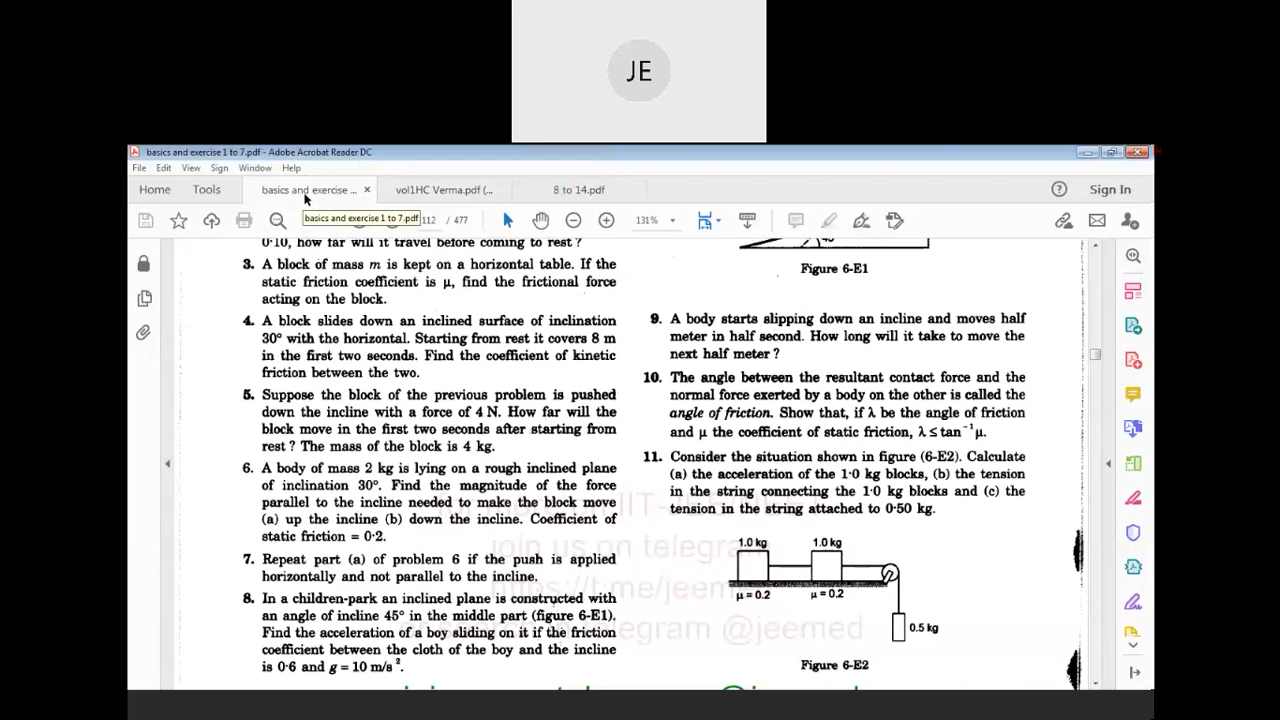 JE
basics and exercise 1 to 7.pdf - Adobe Acrobat Reader DC
File Edit View Sign Window Help
Home Tools basics and exercise ... × vol1HC Verma.pdf (... 8 to 14.pdf Sign In
basics and exercise 1 to 7.pdf 112 / 477 131%
0·10, how far will it travel before coming to rest ?
3. A block of mass m is kept on a horizontal table. If the
static friction coefficient is μ, find the frictional force
acting on the block.
4. A block slides down an inclined surface of inclination
30° with the horizontal. Starting from rest it covers 8 m
in the first two seconds. Find the coefficient of kinetic
friction between the two.
5. Suppose the block of the previous problem is pushed
down the incline with a force of 4 N. How far will the
block move in the first two seconds after starting from
rest ? The mass of the block is 4 kg.
6. A body of mass 2 kg is lying on a rough inclined plane
of inclination 30°. Find the magnitude of the force
parallel to the incline needed to make the block move
(a) up the incline (b) down the incline. Coefficient of
static friction = 0·2.
7. Repeat part (a) of problem 6 if the push is applied
horizontally and not parallel to the incline.
8. In a children-park an inclined plane is constructed with
an angle of incline 45° in the middle part (figure 6-E1).
Find the acceleration of a boy sliding on it if the friction
coefficient between the cloth of the boy and the incline
is 0·6 and g = 10 m/s².
Figure 6-E1
9. A body starts slipping down an incline and moves half
meter in half second. How long will it take to move the
next half meter ?
10. The angle between the resultant contact force and the
normal force exerted by a body on the other is called the
angle of friction. Show that, if λ be the angle of friction
and μ the coefficient of static friction, λ ≤ tan⁻¹ μ.
11. Consider the situation shown in figure (6-E2). Calculate
(a) the acceleration of the 1·0 kg blocks, (b) the tension
in the string connecting the 1·0 kg blocks and (c) the
tension in the string attached to 0·50 kg.
1.0 kg 1.0 kg
μ = 0.2 μ = 0.2
0.5 kg
Figure 6-E2
join us on telegram
https://t.me/jeemed
telegram @jeemed